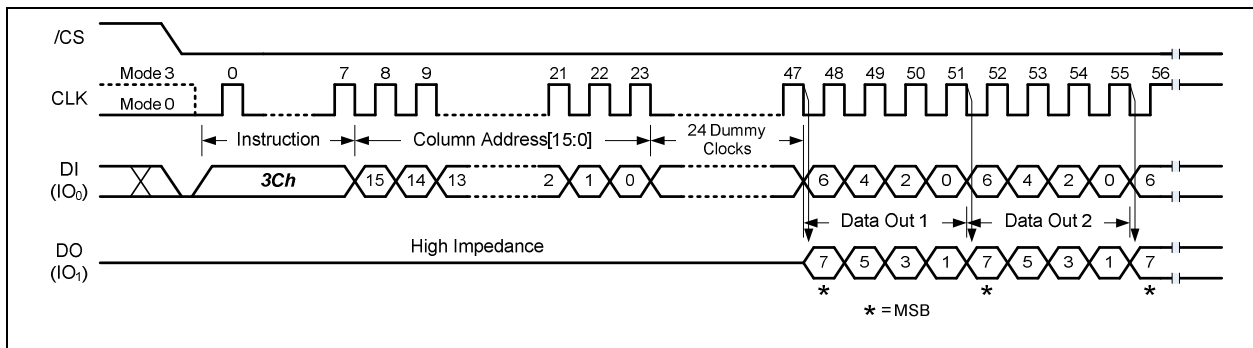 /CS
Mode 3 0 7 8 9 21 22 23 47 48 49 50 51 52 53 54 55 56
CLK
Mode 0
Instruction Column Address[15:0] 24 Dummy
Clocks
DI
(IO₀)
3Ch 15 14 13 2 1 0 6 4 2 0 6 4 2 0 6
Data Out 1 Data Out 2
DO
(IO₁)
High Impedance
7 5 3 1 7 5 3 1 7
* * *
* = MSB